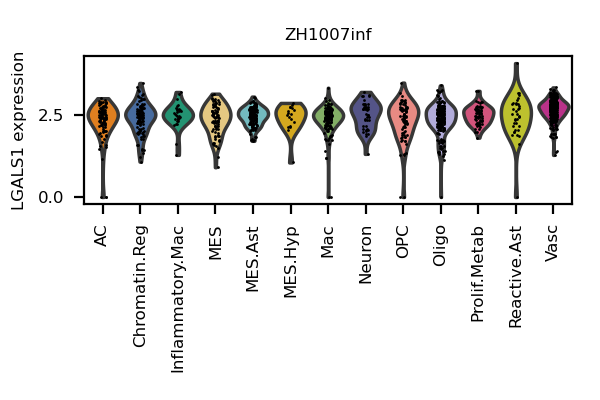 ZH1007inf
LGALS1 expression
2.5
0.0
AC
Chromatin.Reg
Inflammatory.Mac
MES
MES.Ast
MES.Hyp
Mac
Neuron
OPC
Oligo
Prolif.Metab
Reactive.Ast
Vasc